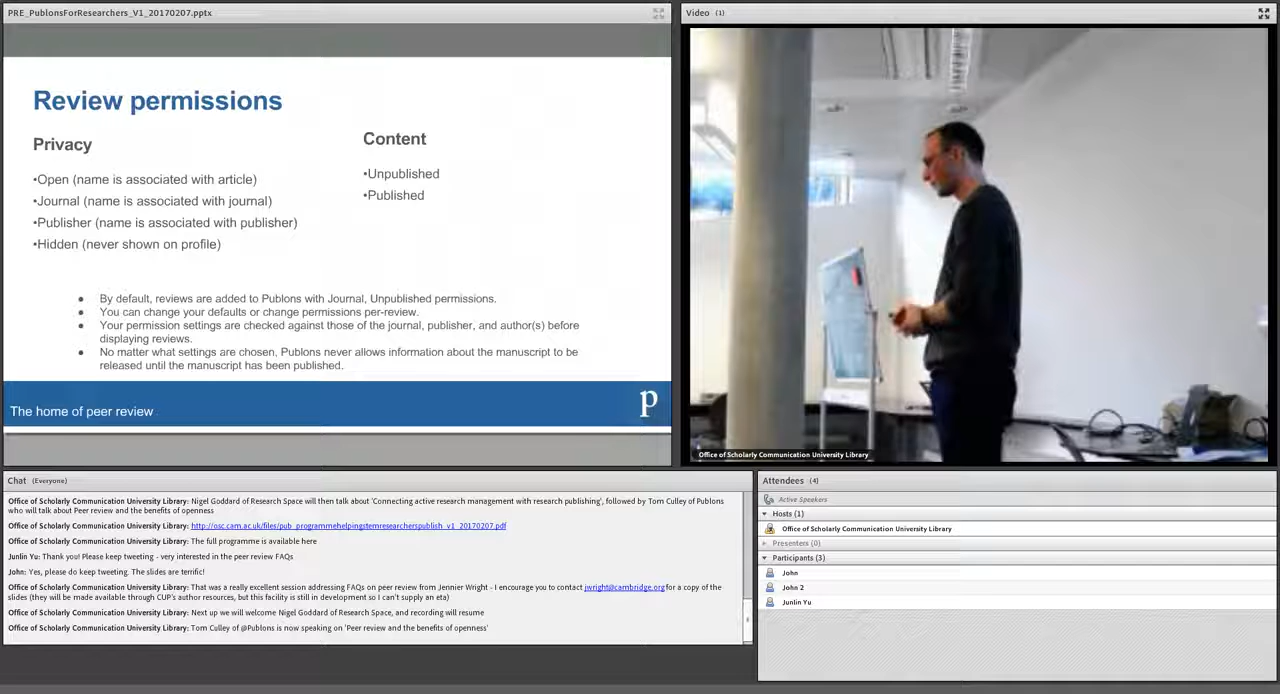 PRE_PublonsForResearchers_V1_20170207.pptx
Review permissions
Privacy
•Open (name is associated with article)
•Journal (name is associated with journal)
•Publisher (name is associated with publisher)
•Hidden (never shown on profile)
Content
•Unpublished
•Published
● By default, reviews are added to Publons with Journal, Unpublished permissions.
● You can change your defaults or change permissions per-review.
● Your permission settings are checked against those of the journal, publisher, and author(s) before
displaying reviews.
● No matter what settings are chosen, Publons never allows information about the manuscript to be
released until the manuscript has been published.
The home of peer review
p
Video (1)
Office of Scholarly Communication University Library
Chat (Everyone)
Office of Scholarly Communication University Library: Nigel Goddard of Research Space will then talk about 'Connecting active research management with research publishing', followed by Tom Culley of Publons
who will talk about Peer review and the benefits of openness
Office of Scholarly Communication University Library: http://osc.cam.ac.uk/files/pub_programmehelpingstemresearcherspublish_v1_20170207.pdf
Office of Scholarly Communication University Library: The full programme is available here
Junlin Yu: Thank you! Please keep tweeting - very interested in the peer review FAQs
John: Yes, please do keep tweeting. The slides are terrific!
Office of Scholarly Communication University Library: That was a really excellent session addressing FAQs on peer review from Jennier Wright - I encourage you to contact jwright@cambridge.org for a copy of the
slides (they will be made available through CUP's author resources, but this facility is still in development so I can't supply an eta)
Office of Scholarly Communication University Library: Next up we will welcome Nigel Goddard of Research Space, and recording will resume
Office of Scholarly Communication University Library: Tom Culley of @Publons is now speaking on 'Peer review and the benefits of openness'
Attendees (4)
Active Speakers
Hosts (1)
Office of Scholarly Communication University Library
Presenters (0)
Participants (3)
John
John 2
Junlin Yu